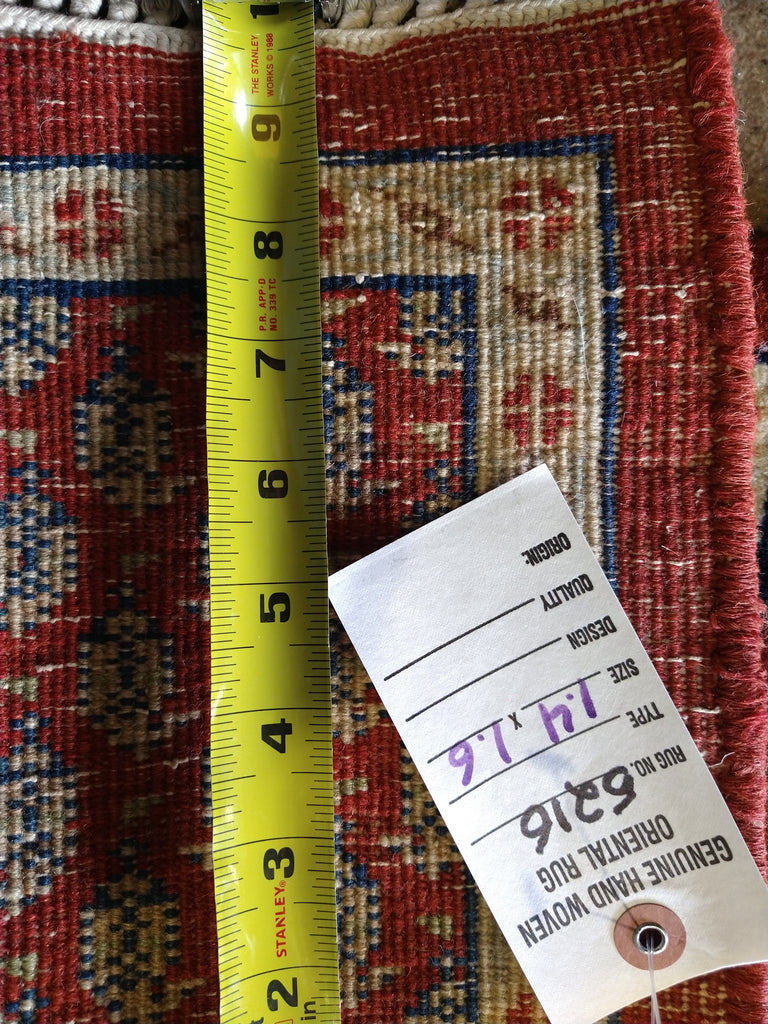 1
THE STANLEY
WORKS © 1988
9
8
P.R. APP'D
NO. 339 TC
7
6
5
4
3
STANLEY®
2
in
GENUINE HAND WOVEN
ORIENTAL RUG
RUG NO. 6216
TYPE
SIZE 1.4 x 1.6
DESIGN
QUALITY
ORIGIN: